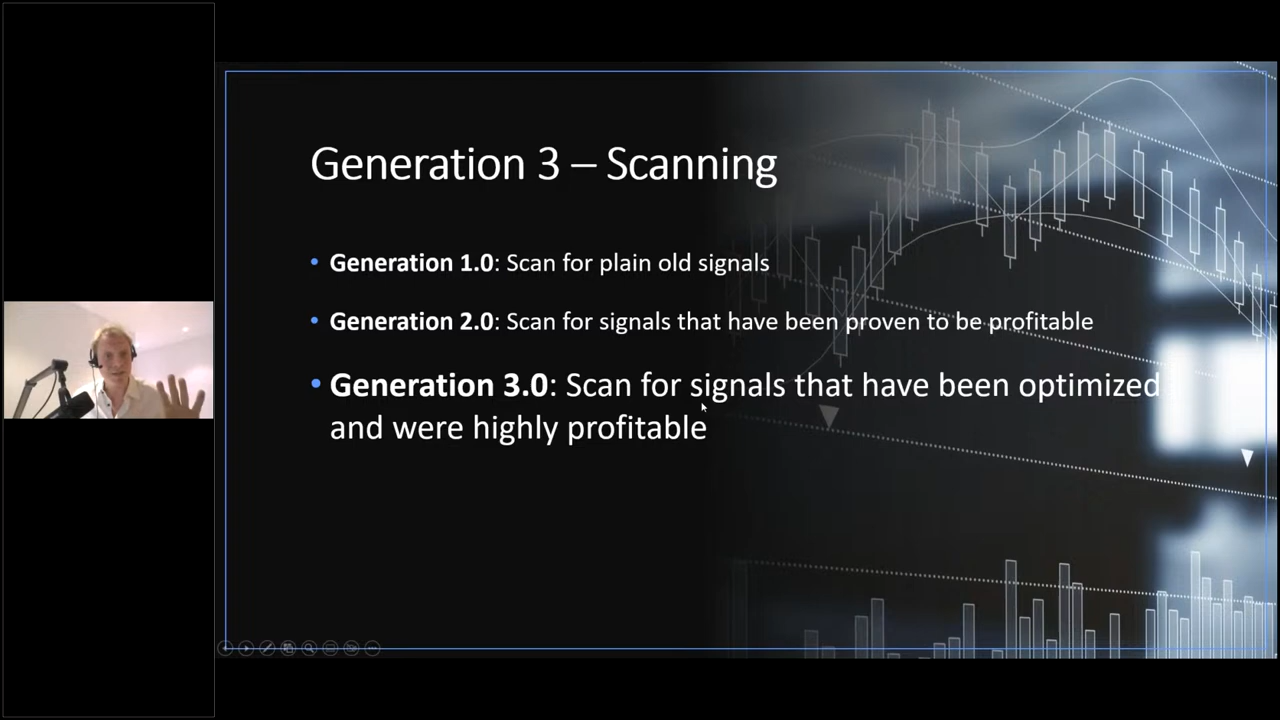 Generation 3 – Scanning
• Generation 1.0: Scan for plain old signals
• Generation 2.0: Scan for signals that have been proven to be profitable
• Generation 3.0: Scan for signals that have been optimized
and were highly profitable